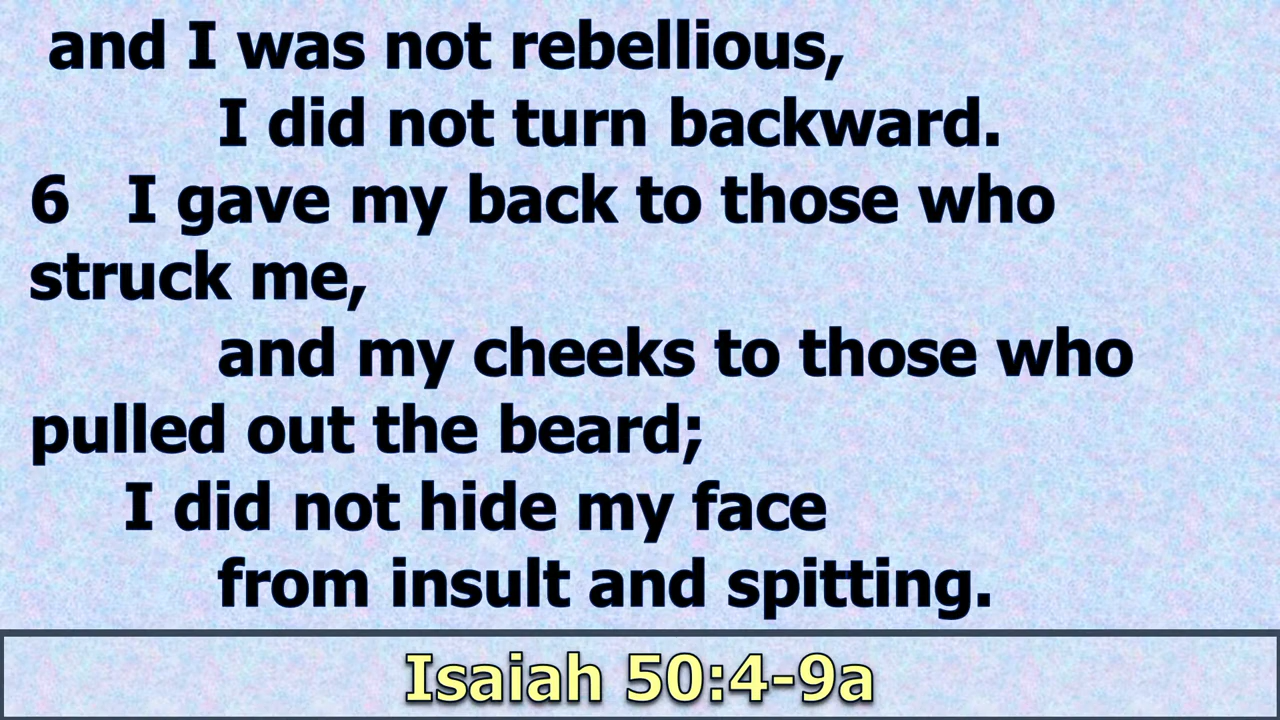 and I was not rebellious,
I did not turn backward.
6 I gave my back to those who
struck me,
and my cheeks to those who
pulled out the beard;
I did not hide my face
from insult and spitting.
Isaiah 50:4-9a